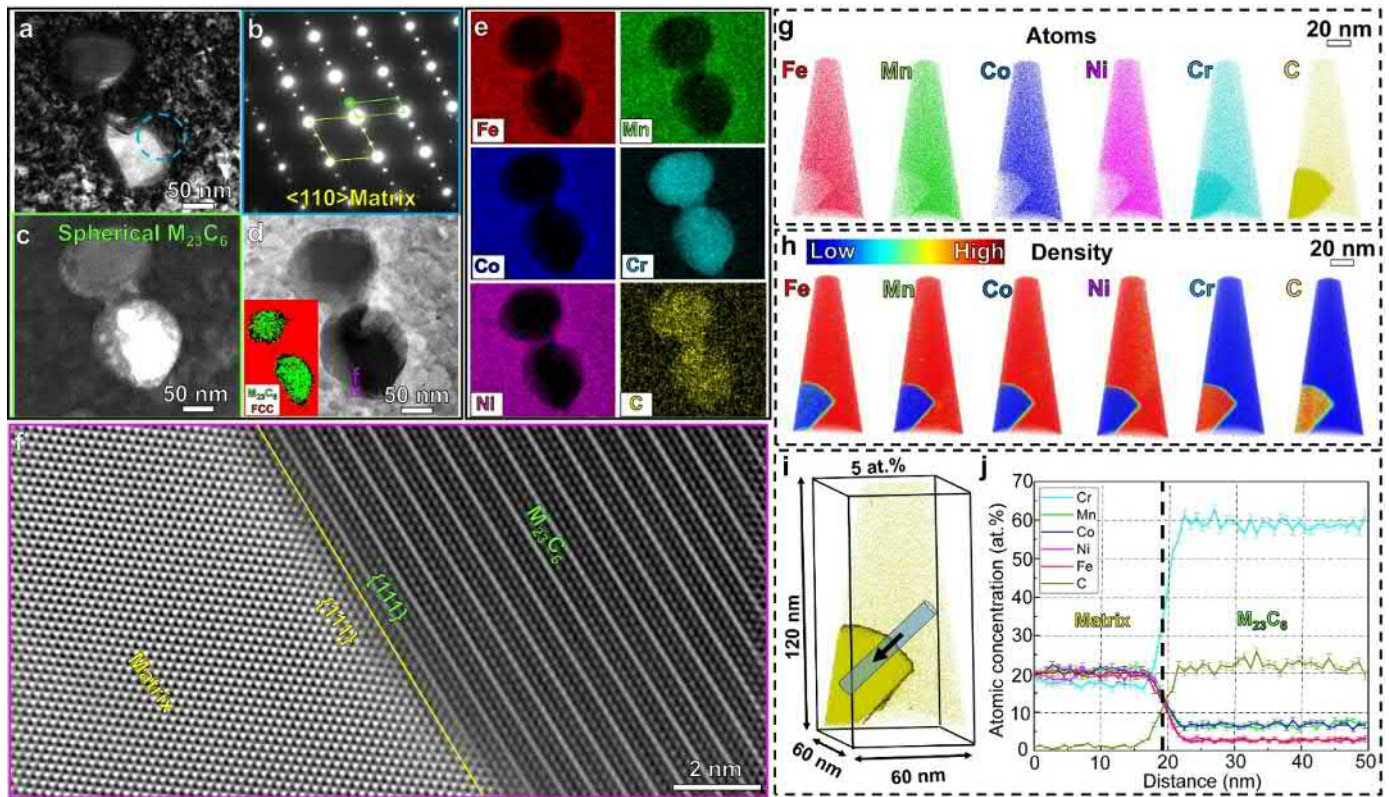 a
50 nm
b
<110>Matrix
c
Spherical M23C6
50 nm
d
M23C6
FCC
f
50 nm
e
Fe
Mn
Co
Cr
Ni
C
f
Matrix
{111}
{111}
M23C6
2 nm
g
Atoms
20 nm
Fe
Mn
Co
Ni
Cr
C
h
Low
High
Density
20 nm
Fe
Mn
Co
Ni
Cr
C
i
5 at.%
120 nm
60 nm
60 nm
j
Atomic concentration (at.%)
70
60
50
40
30
20
10
0
Cr
Mn
Co
Ni
Fe
C
Matrix
M23C6
0
10
20
30
40
50
Distance (nm)